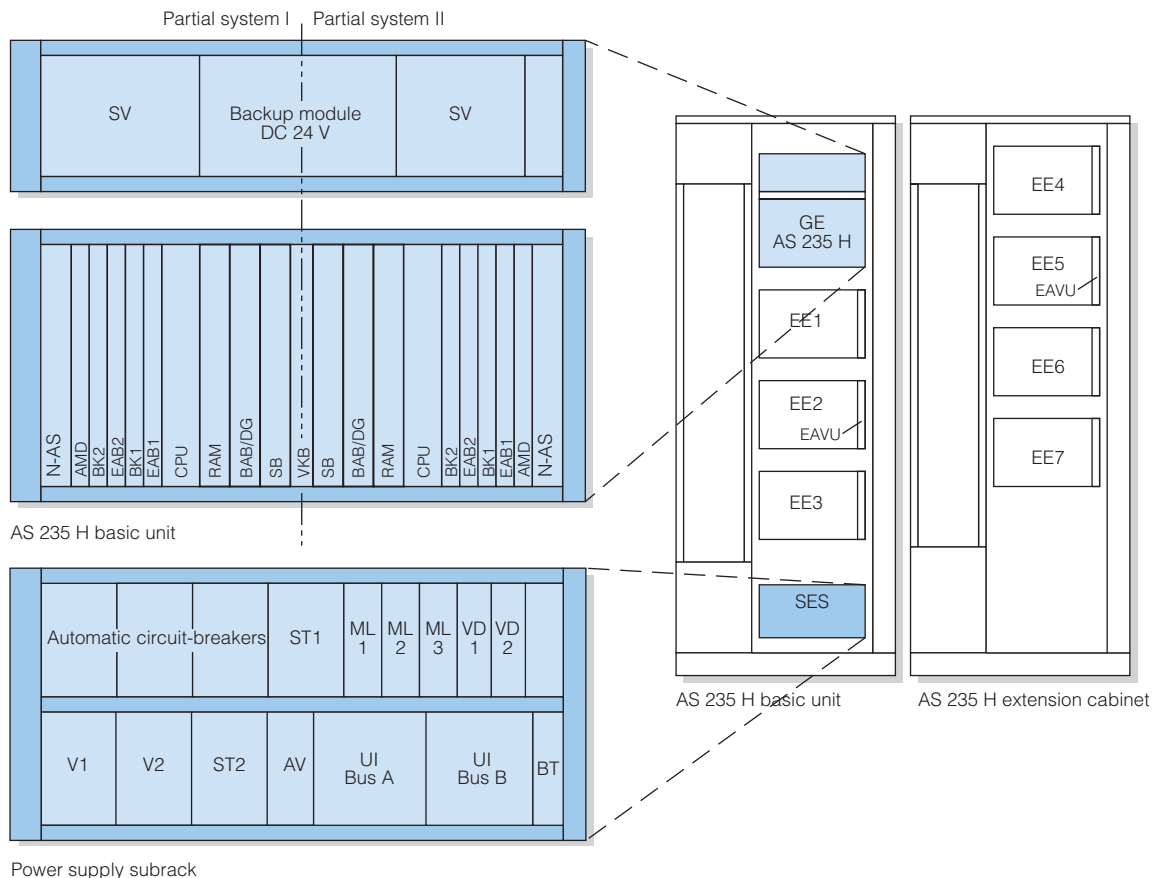 Partial system I
Partial system II
SV
Backup module
DC 24 V
SV
N-AS
AMD
BK2
EAB2
BK1
EAB1
CPU
RAM
BAB/DG
SB
VKB
SB
BAB/DG
RAM
CPU
BK2
EAB2
BK1
EAB1
AMD
N-AS
AS 235 H basic unit
Automatic circuit-breakers
ST1
ML
1
ML
2
ML
3
VD
1
VD
2
V1
V2
ST2
AV
UI
Bus A
UI
Bus B
BT
Power supply subrack
GE
AS 235 H
EE1
EE2
EAVU
EE3
SES
AS 235 H basic unit
EE4
EE5
EAVU
EE6
EE7
AS 235 H extension cabinet